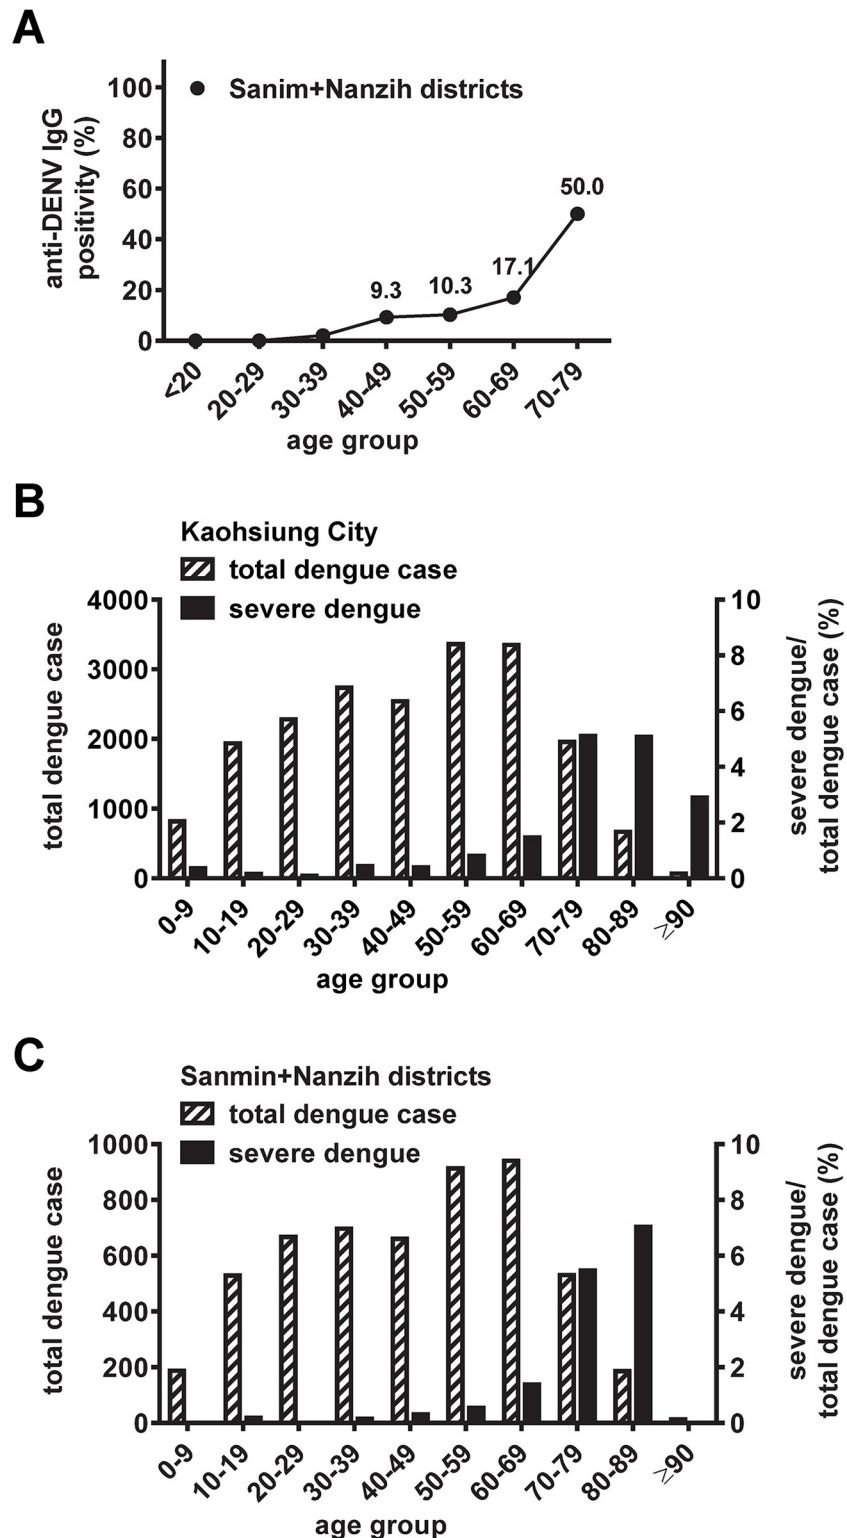 A
anti-DENV IgG
positivity (%)
100
80
60
40
20
0
Sanim+Nanzih districts
9.3
10.3
17.1
50.0
<20
20-29
30-39
40-49
50-59
60-69
70-79
age group
B
Kaohsiung City
total dengue case
severe dengue
total dengue case
4000
3000
2000
1000
0
10
8
6
4
2
0
severe dengue/
total dengue case (%)
0-9
10-19
20-29
30-39
40-49
50-59
60-69
70-79
80-89
≥90
age group
C
Sanmin+Nanzih districts
total dengue case
severe dengue
total dengue case
1000
800
600
400
200
0
10
8
6
4
2
0
severe dengue/
total dengue case (%)
0-9
10-19
20-29
30-39
40-49
50-59
60-69
70-79
80-89
≥90
age group